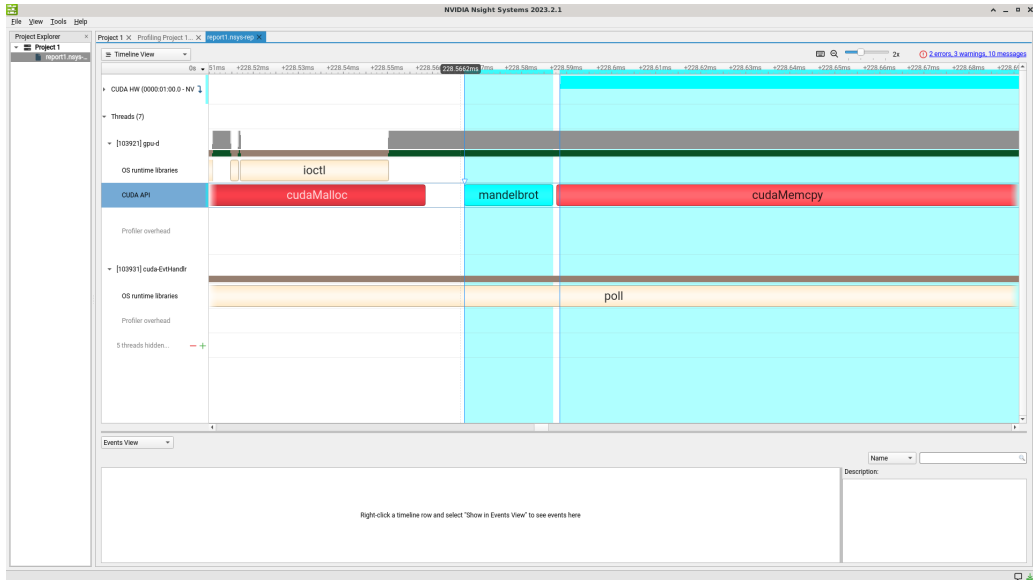 NVIDIA Nsight Systems 2023.2.1
File View Tools Help
Project Explorer ×
Project 1
report1.nsys-...
Project 1 × Profiling Project 1... × report1.nsys-rep ×
Timeline View
2x
2 errors, 3 warnings, 10 messages
0s 51ms +228.52ms +228.53ms +228.54ms +228.55ms 228.5662ms +228.58ms +228.59ms +228.6ms +228.61ms +228.62ms +228.63ms +228.64ms +228.65ms +228.66ms +228.67ms +228.68ms
CUDA HW (0000:01:00.0 - NV
Threads (7)
[103921] gpu-d
OS runtime libraries
ioctl
CUDA API
cudaMalloc mandelbrot cudaMemcpy
Profiler overhead
[103931] cuda-EvtHandlr
OS runtime libraries
poll
Profiler overhead
5 threads hidden...
Events View
Name
Description:
Right-click a timeline row and select "Show in Events View" to see events here